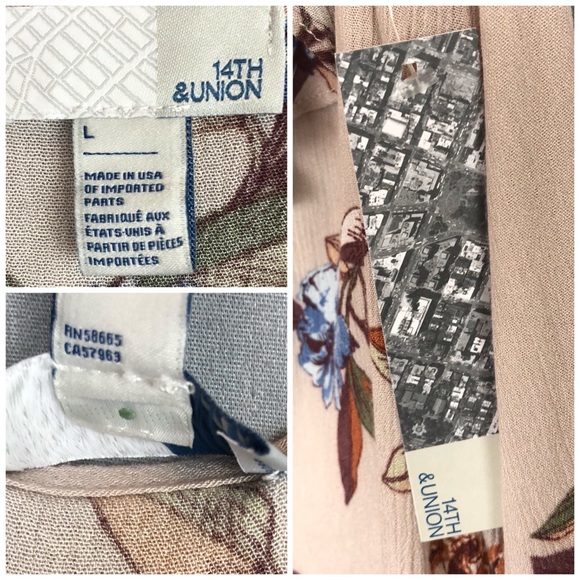 14TH
&UNION
L
MADE IN USA
OF IMPORTED
PARTS
FABRIQUÉ AUX
ÉTATS-UNIS À
PARTIR DE PIÈCES
IMPORTÉES
RN58665
CA57963
14TH
&UNION